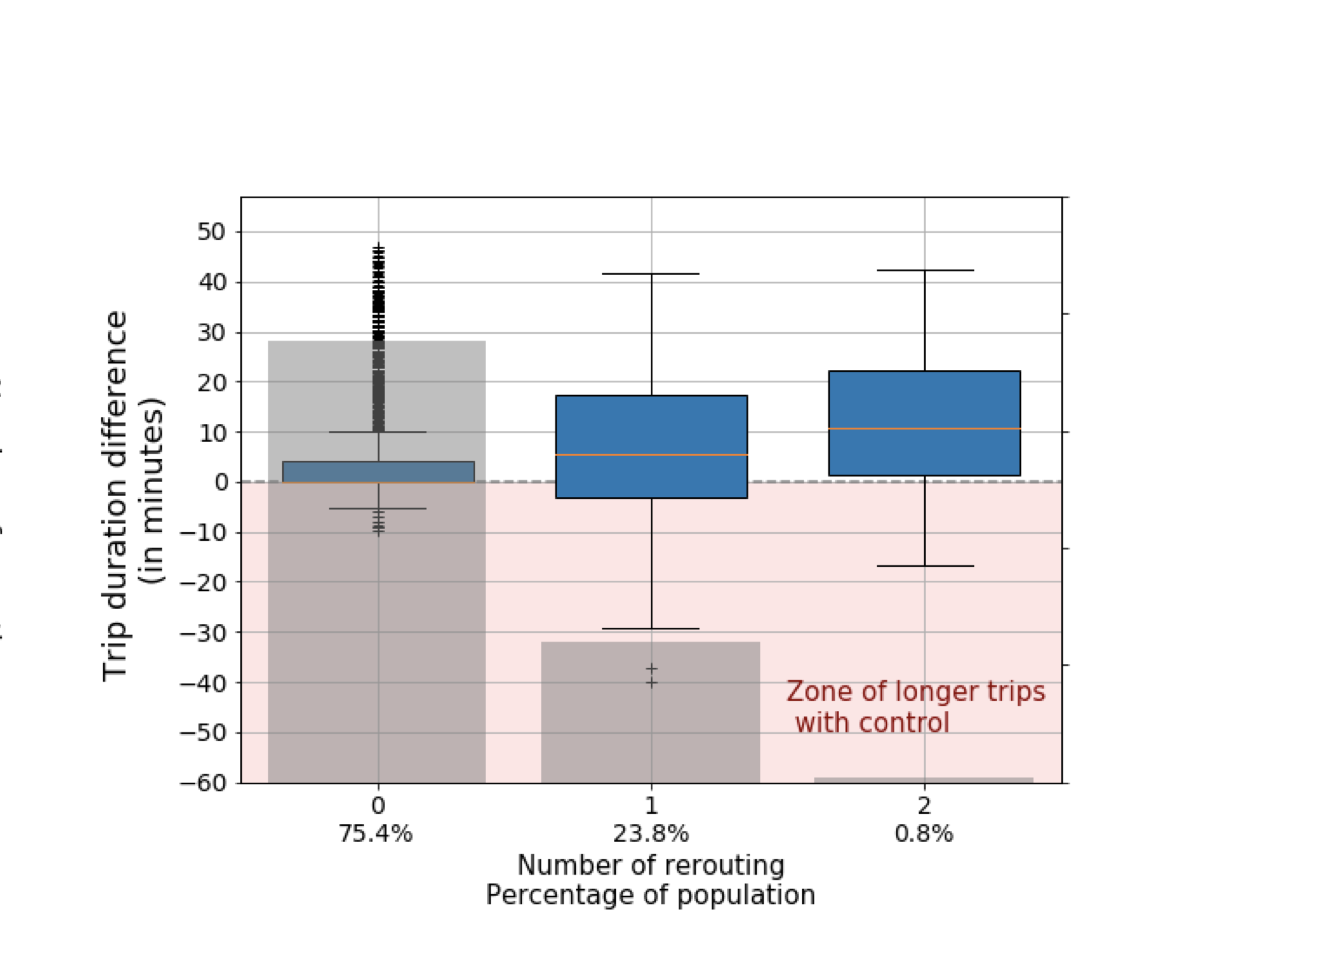 Trip duration difference
(in minutes)
50
40
30
20
10
0
−10
−20
−30
−40
−50
−60
Zone of longer trips
with control
0 1 2
75.4% 23.8% 0.8%
Number of rerouting
Percentage of population